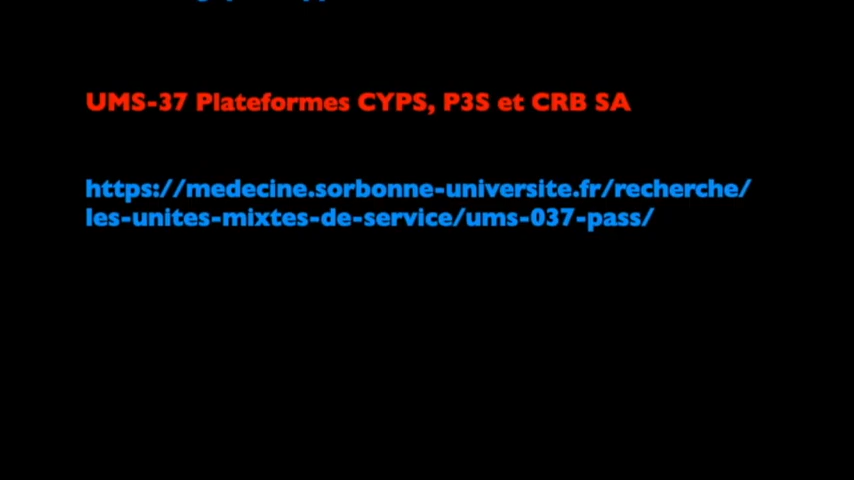 UMS-37 Plateformes CYPS, P3S et CRB SA
https://medecine.sorbonne-universite.fr/recherche/
les-unites-mixtes-de-service/ums-037-pass/